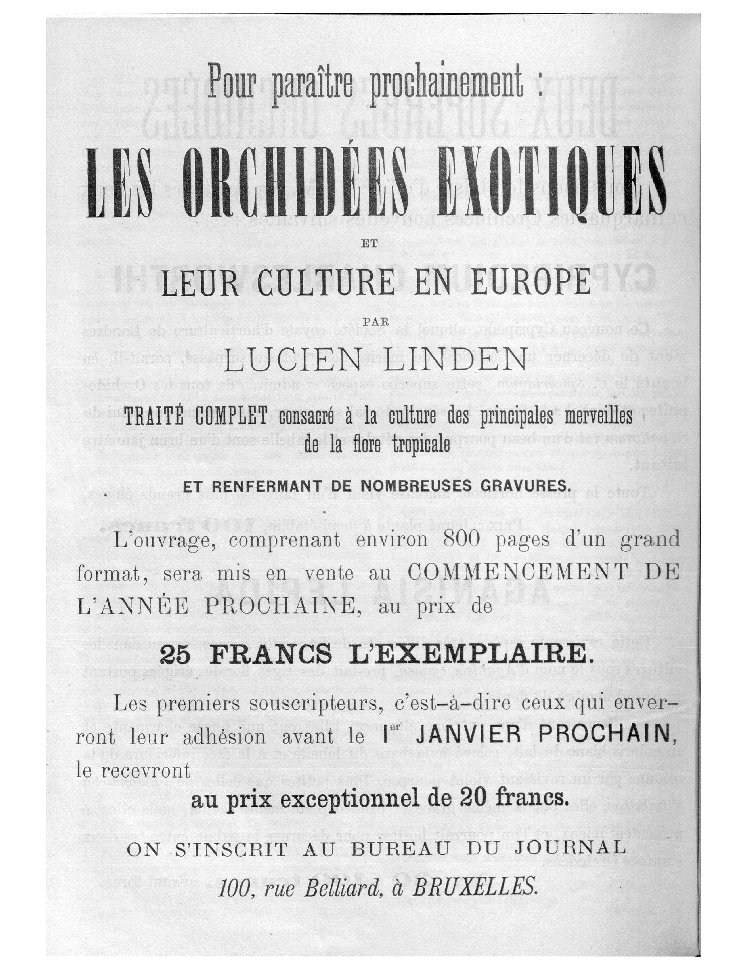 Pour paraître prochainement :
LES ORCHIDÉES EXOTIQUES
ET
LEUR CULTURE EN EUROPE
PAR
LUCIEN LINDEN
TRAITÉ COMPLET consacré à la culture des principales merveilles
de la flore tropicale
ET RENFERMANT DE NOMBREUSES GRAVURES.
L'ouvrage, comprenant environ 800 pages d'un grand
format, sera mis en vente au COMMENCEMENT DE
L'ANNÉE PROCHAINE, au prix de
25 FRANCS L'EXEMPLAIRE.
Les premiers souscripteurs, c'est-à-dire ceux qui enver-
ront leur adhésion avant le 1er JANVIER PROCHAIN,
le recevront
au prix exceptionnel de 20 francs.
ON S'INSCRIT AU BUREAU DU JOURNAL
100, rue Belliard, à BRUXELLES.